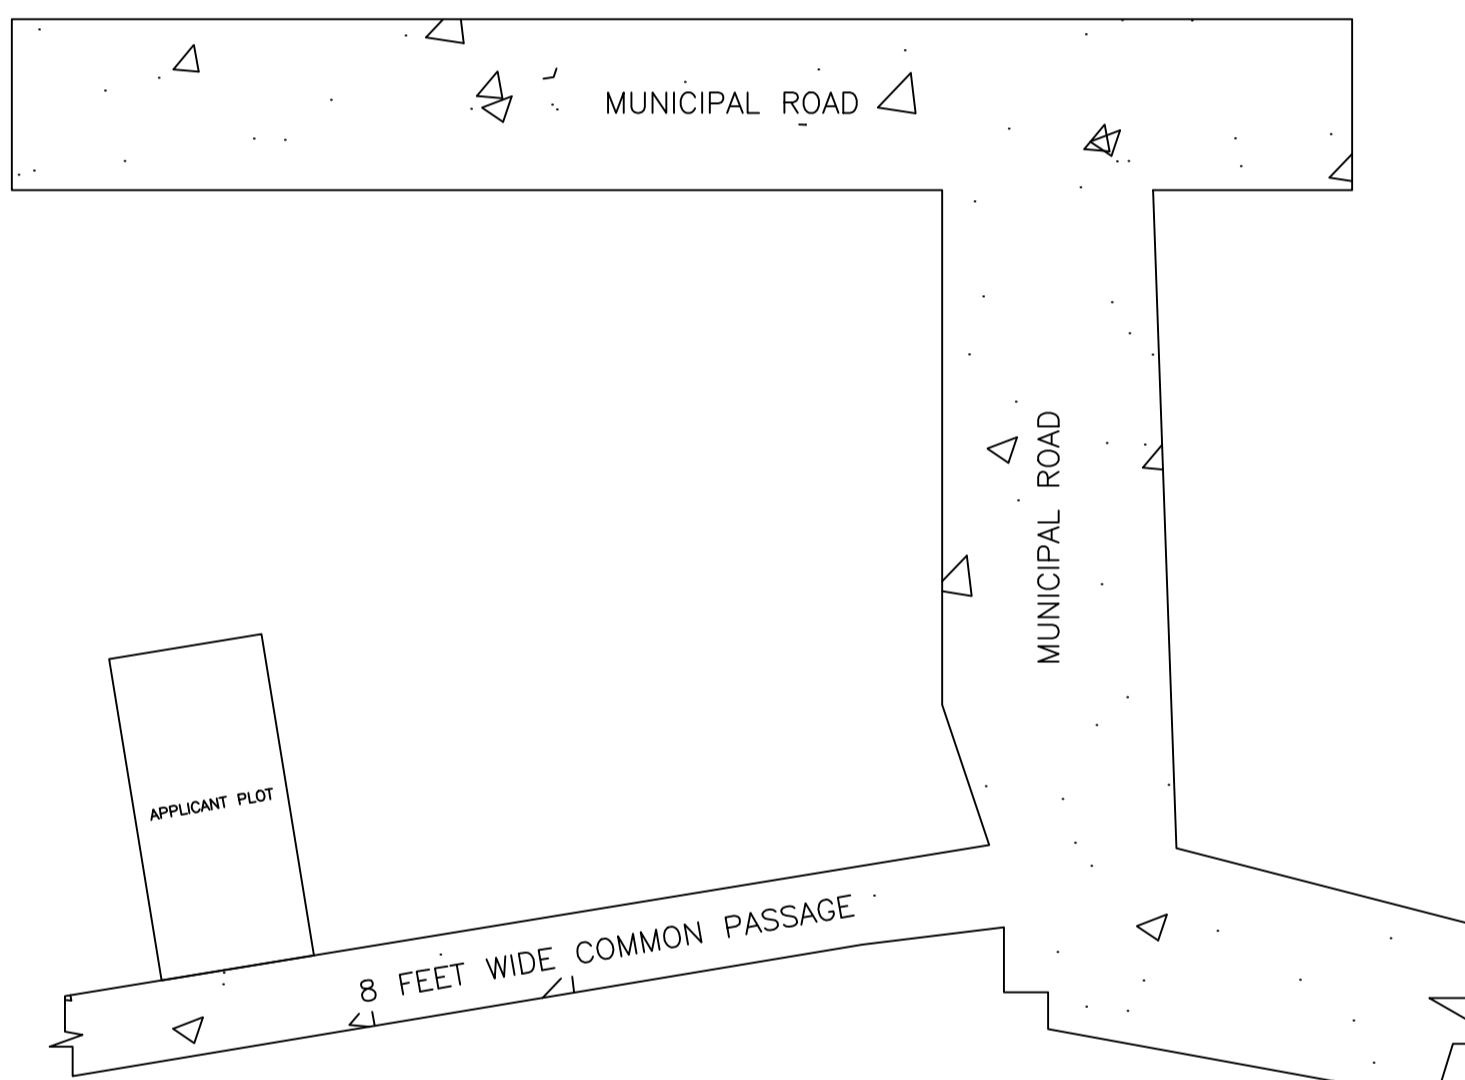 MUNICIPAL ROAD
MUNICIPAL ROAD
APPLICANT PLOT
8 FEET WIDE COMMON PASSAGE